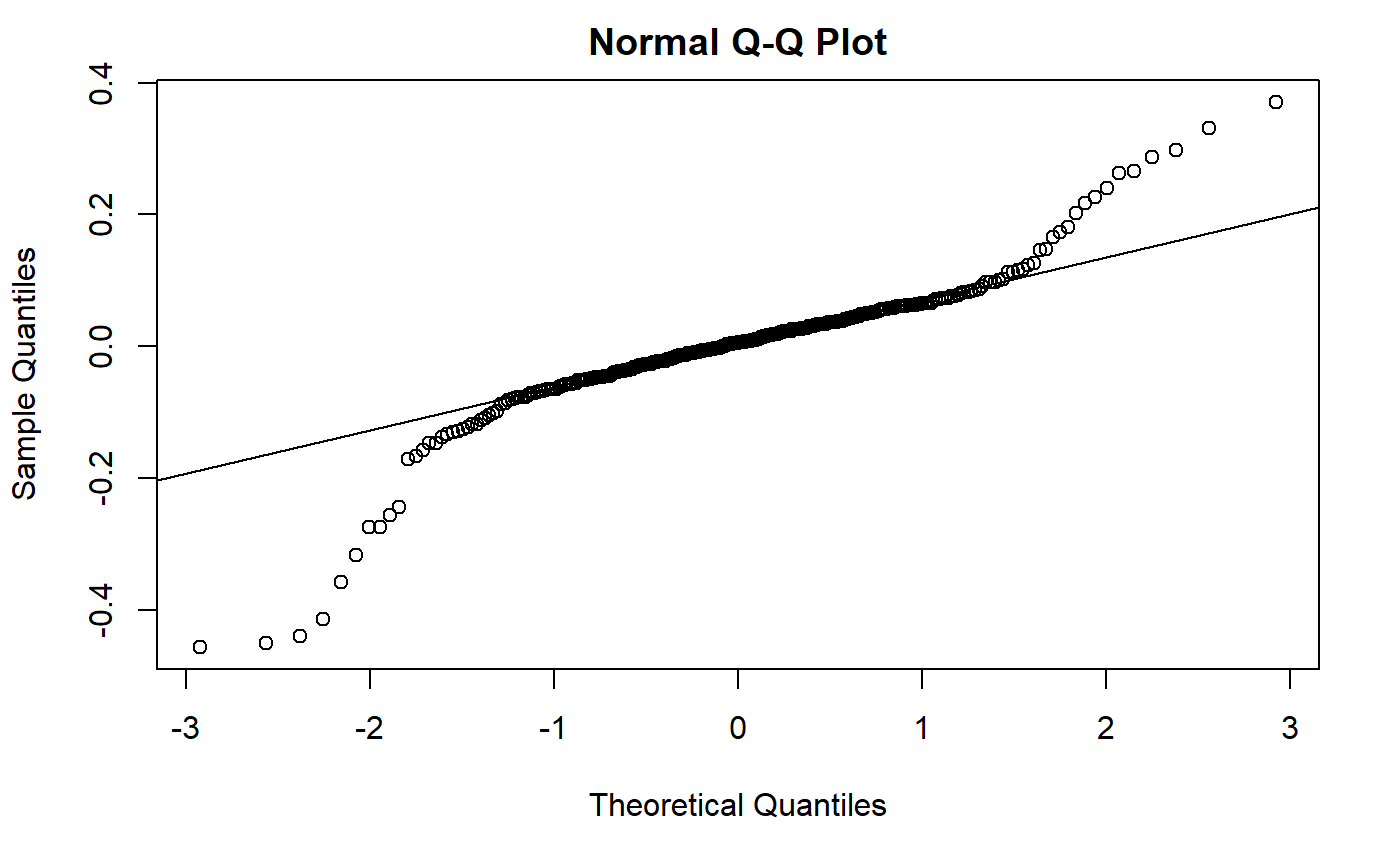 Normal Q-Q Plot
Sample Quantiles
0.4
0.2
0.0
-0.2
-0.4
-3 -2 -1 0 1 2 3
Theoretical Quantiles